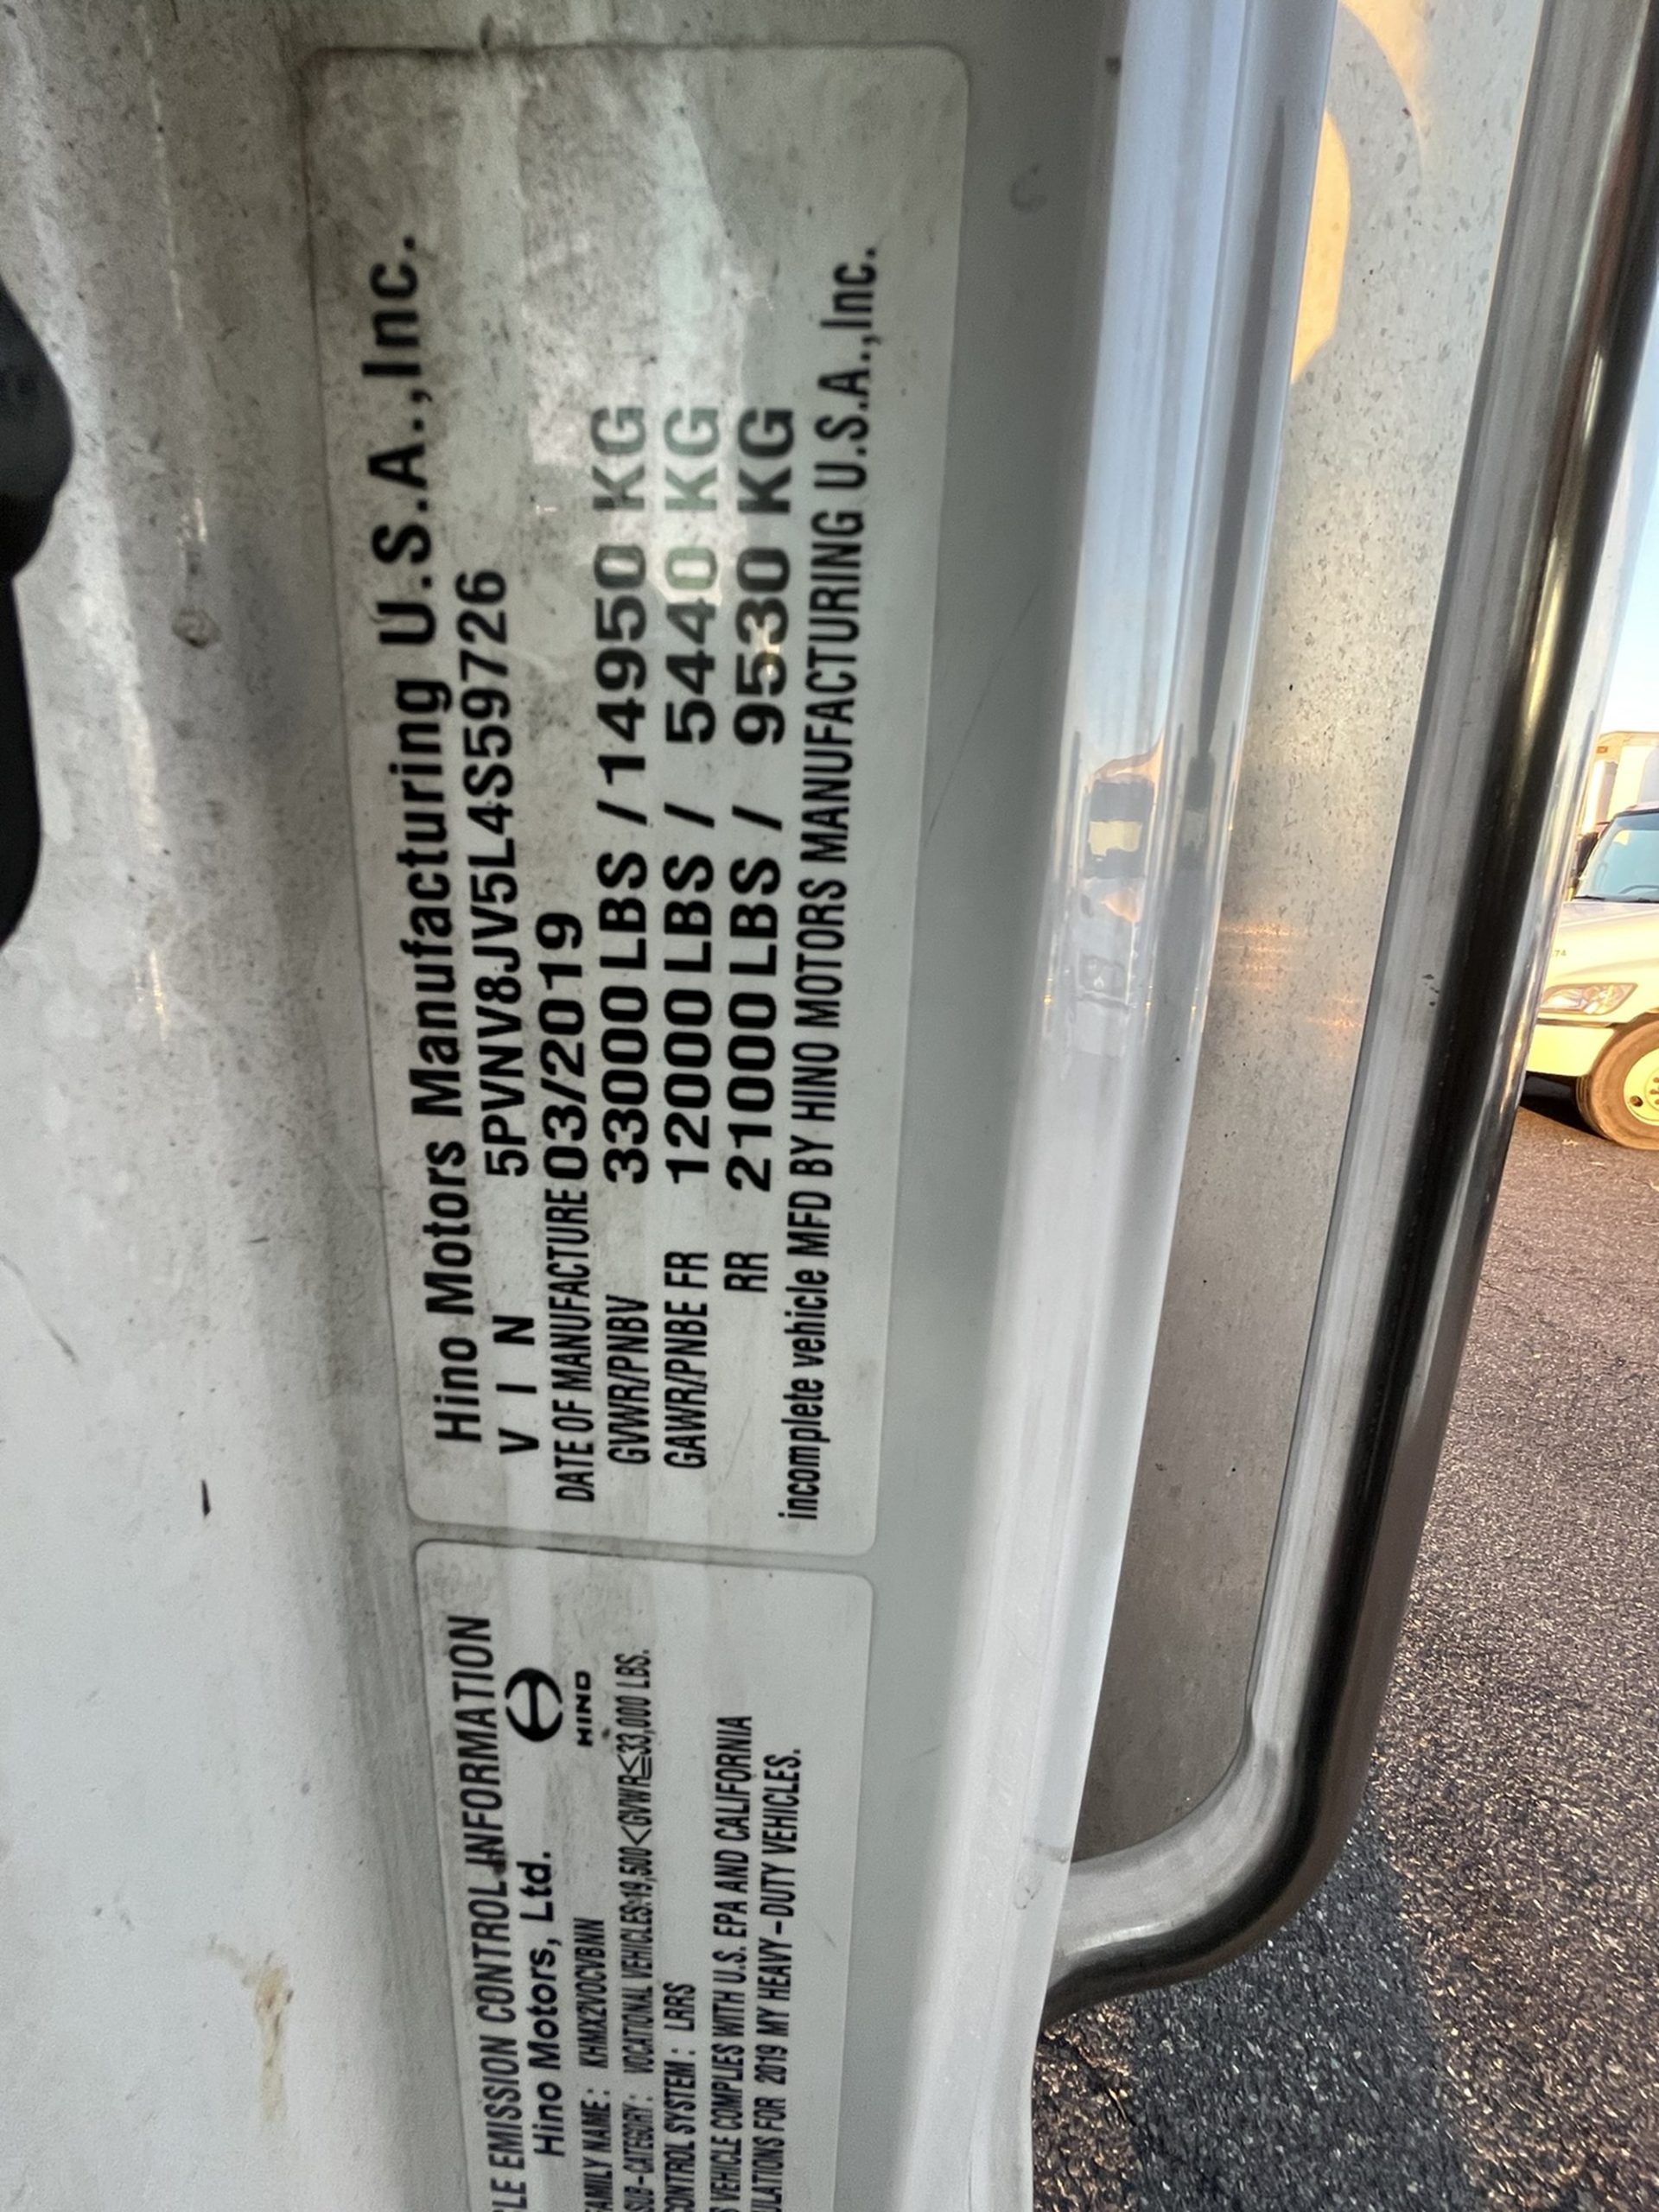 Hino Motors Manufacturing U.S.A.,Inc.
V I N 5PVNV8JV5L4S59726
DATE OF MANUFACTURE 03/2019
GVWR/PNBV 33000 LBS /14950 KG
GAWR/PNBE FR 12000 LBS / 5440 KG
RR 21000 LBS / 9530 KG
incomplete vehicle MFD BY HINO MOTORS MANUFACTURING U.S.A.,Inc.
LE EMISSION CONTROL INFORMATION
Hino Motors, Ltd.
HINO
FAMILY NAME : KHMX2VOCVBNN
SUB-CATEGORY : VOCATIONAL VEHICLES:19,500<GVWR≦33,000 LBS.
CONTROL SYSTEM : LRRS
S VEHICLE COMPLIES WITH U.S. EPA AND CALIFORNIA
ULATIONS FOR 2019 MY HEAVY-DUTY VEHICLES.